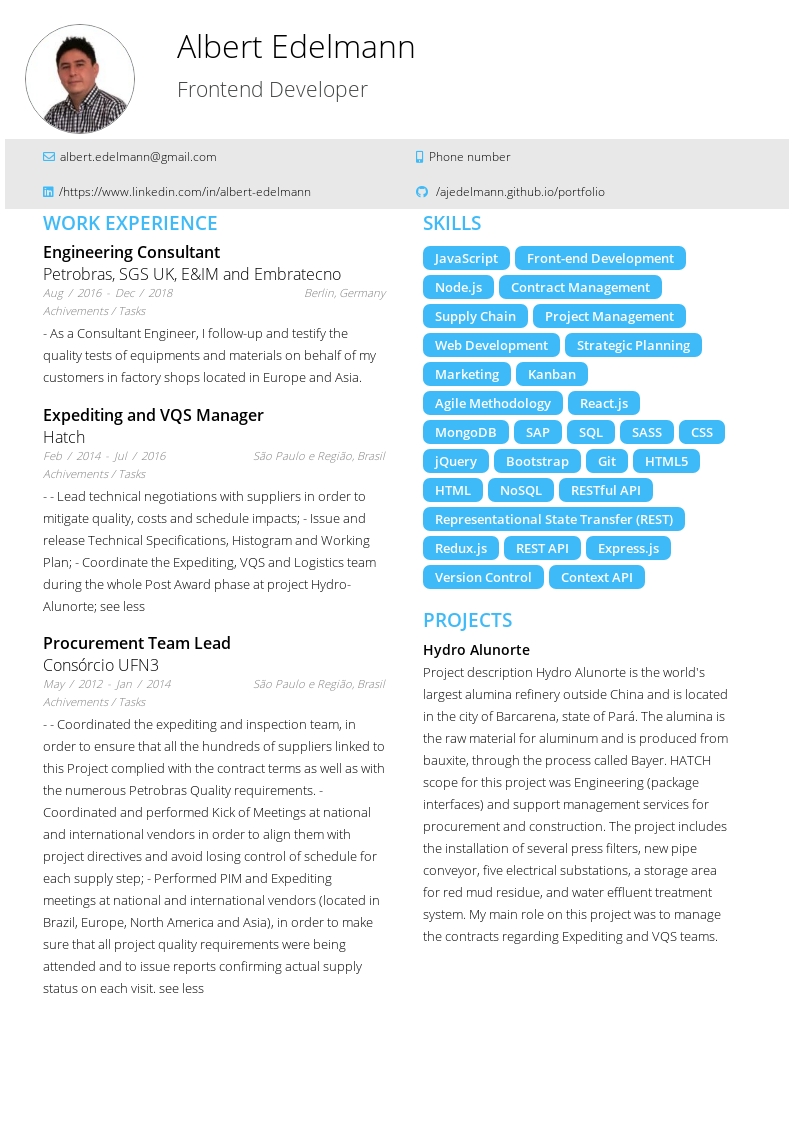 Albert Edelmann
Frontend Developer
albert.edelmann@gmail.com
Phone number
/https://www.linkedin.com/in/albert-edelmann
/ajedelmann.github.io/portfolio
WORK EXPERIENCE
Engineering Consultant
Petrobras, SGS UK, E&IM and Embratecno
Aug / 2016 - Dec / 2018
Berlin, Germany
Achivements / Tasks
- As a Consultant Engineer, I follow-up and testify the
quality tests of equipments and materials on behalf of my
customers in factory shops located in Europe and Asia.
Expediting and VQS Manager
Hatch
Feb / 2014 - Jul / 2016
São Paulo e Região, Brasil
Achivements / Tasks
- - Lead technical negotiations with suppliers in order to
mitigate quality, costs and schedule impacts; - Issue and
release Technical Specifications, Histogram and Working
Plan; - Coordinate the Expediting, VQS and Logistics team
during the whole Post Award phase at project Hydro-
Alunorte; see less
Procurement Team Lead
Consórcio UFN3
May / 2012 - Jan / 2014
São Paulo e Região, Brasil
Achivements / Tasks
- - Coordinated the expediting and inspection team, in
order to ensure that all the hundreds of suppliers linked to
this Project complied with the contract terms as well as with
the numerous Petrobras Quality requirements. -
Coordinated and performed Kick of Meetings at national
and international vendors in order to align them with
project directives and avoid losing control of schedule for
each supply step; - Performed PIM and Expediting
meetings at national and international vendors (located in
Brazil, Europe, North America and Asia), in order to make
sure that all project quality requirements were being
attended and to issue reports confirming actual supply
status on each visit. see less
SKILLS
JavaScript Front-end Development
Node.js Contract Management
Supply Chain Project Management
Web Development Strategic Planning
Marketing Kanban
Agile Methodology React.js
MongoDB SAP SQL SASS CSS
jQuery Bootstrap Git HTML5
HTML NoSQL RESTful API
Representational State Transfer (REST)
Redux.js REST API Express.js
Version Control Context API
PROJECTS
Hydro Alunorte
Project description Hydro Alunorte is the world's
largest alumina refinery outside China and is located
in the city of Barcarena, state of Pará. The alumina is
the raw material for aluminum and is produced from
bauxite, through the process called Bayer. HATCH
scope for this project was Engineering (package
interfaces) and support management services for
procurement and construction. The project includes
the installation of several press filters, new pipe
conveyor, five electrical substations, a storage area
for red mud residue, and water effluent treatment
system. My main role on this project was to manage
the contracts regarding Expediting and VQS teams.